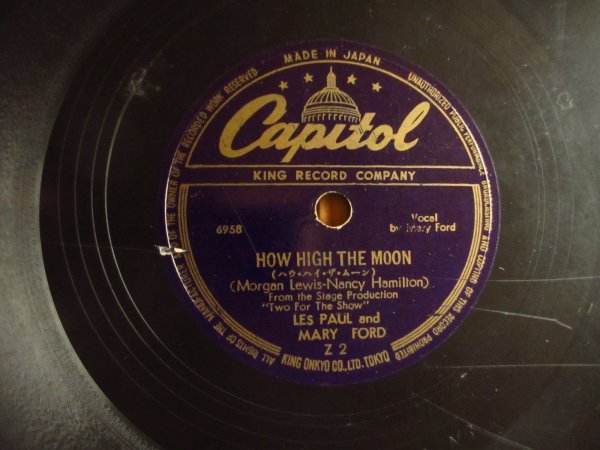 MADE IN JAPAN
Capitol
KING RECORD COMPANY
6958
Vocal
by Mary Ford
HOW HIGH THE MOON
(ハウ・ハイ・ザ・ムーン)
(Morgan Lewis-Nancy Hamilton)
From the Stage Production
"Two For The Show"
LES PAUL and
MARY FORD
Z 2
KING ONKYO CO., LTD. TOKYO
ALL RIGHTS OF THE MANUFACTURER OF THE OWNER OF THE RECORDED WORK RESERVED
UNAUTHORIZED PUBLIC PERFORMANCE BROADCASTING AND COPYING OF THIS RECORD PROHIBITED